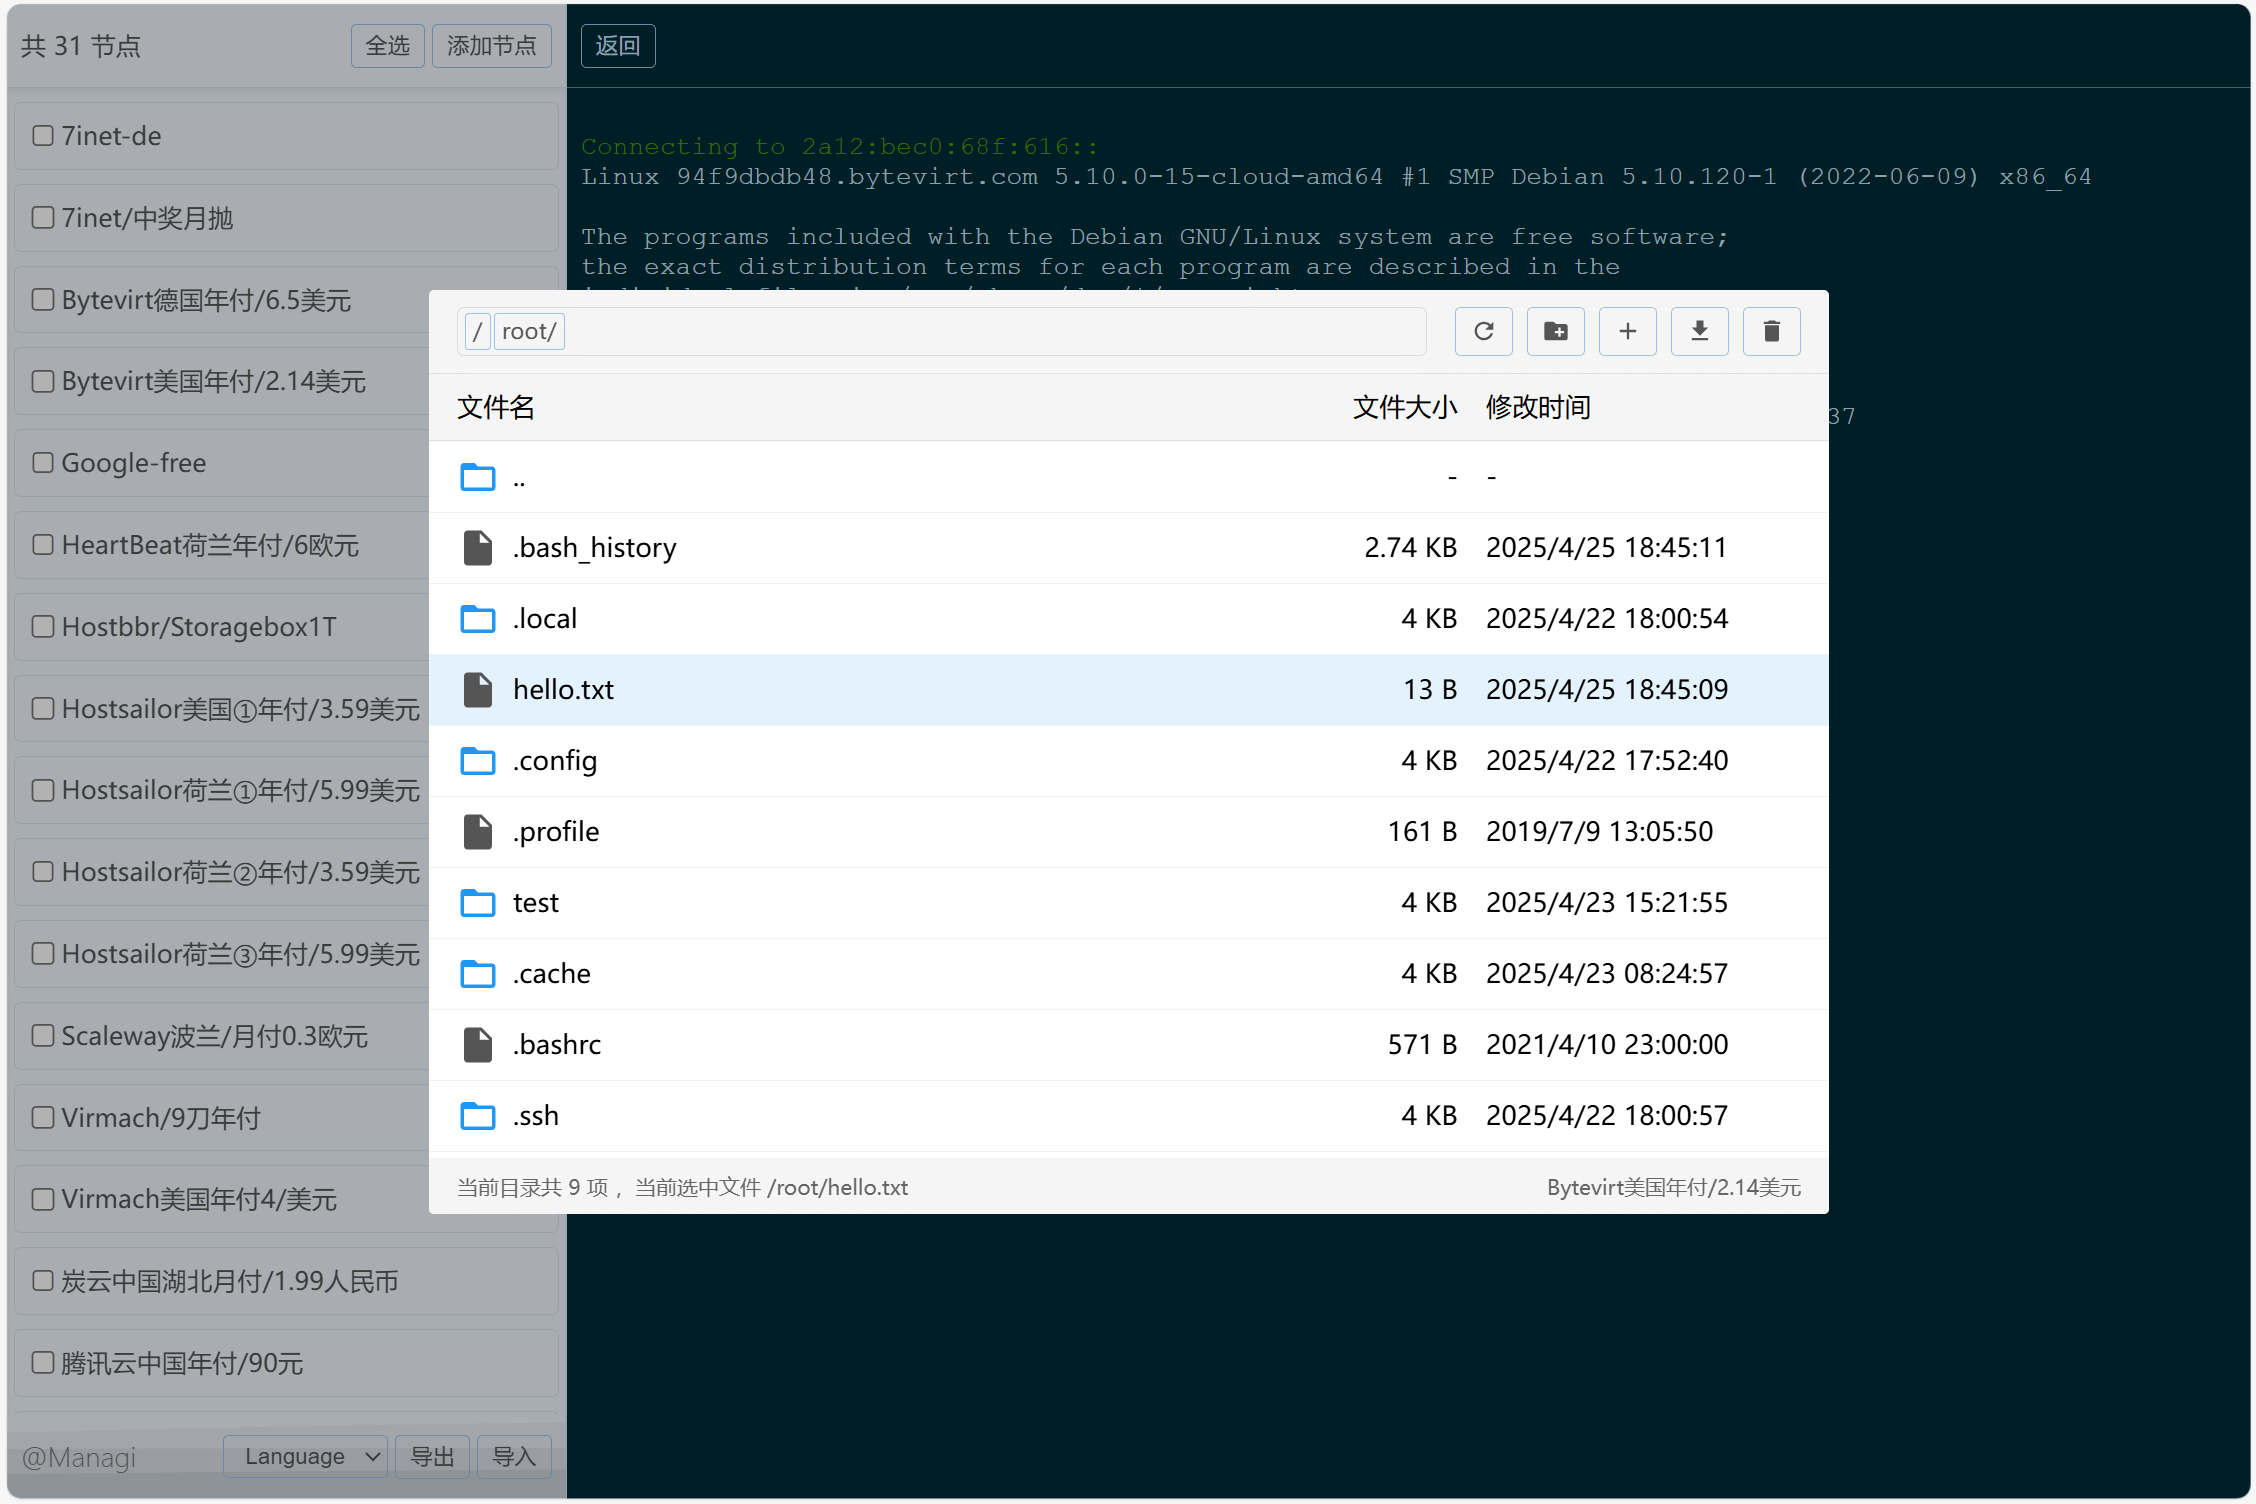 共 31 节点
全选
添加节点
7inet-de
7inet/中奖月抛
Bytevirt德国年付/6.5美元
Bytevirt美国年付/2.14美元
Google-free
HeartBeat荷兰年付/6欧元
Hostbbr/Storagebox1T
Hostsailor美国①年付/3.59美元
Hostsailor荷兰①年付/5.99美元
Hostsailor荷兰②年付/3.59美元
Hostsailor荷兰③年付/5.99美元
Scaleway波兰/月付0.3欧元
Virmach/9刀年付
Virmach美国年付4/美元
炭云中国湖北月付/1.99人民币
腾讯云中国年付/90元
@Managi
Language
导出
导入
返回
Connecting to 2a12:bec0:68f:616::
Linux 94f9dbdb48.bytevirt.com 5.10.0-15-cloud-amd64 #1 SMP Debian 5.10.120-1 (2022-06-09) x86_64
The programs included with the Debian GNU/Linux system are free software;
the exact distribution terms for each program are described in the
37
/ root/
文件名 文件大小 修改时间
.. - -
.bash_history 2.74 KB 2025/4/25 18:45:11
.local 4 KB 2025/4/22 18:00:54
hello.txt 13 B 2025/4/25 18:45:09
.config 4 KB 2025/4/22 17:52:40
.profile 161 B 2019/7/9 13:05:50
test 4 KB 2025/4/23 15:21:55
.cache 4 KB 2025/4/23 08:24:57
.bashrc 571 B 2021/4/10 23:00:00
.ssh 4 KB 2025/4/22 18:00:57
当前目录共 9 项， 当前选中文件 /root/hello.txt
Bytevirt美国年付/2.14美元